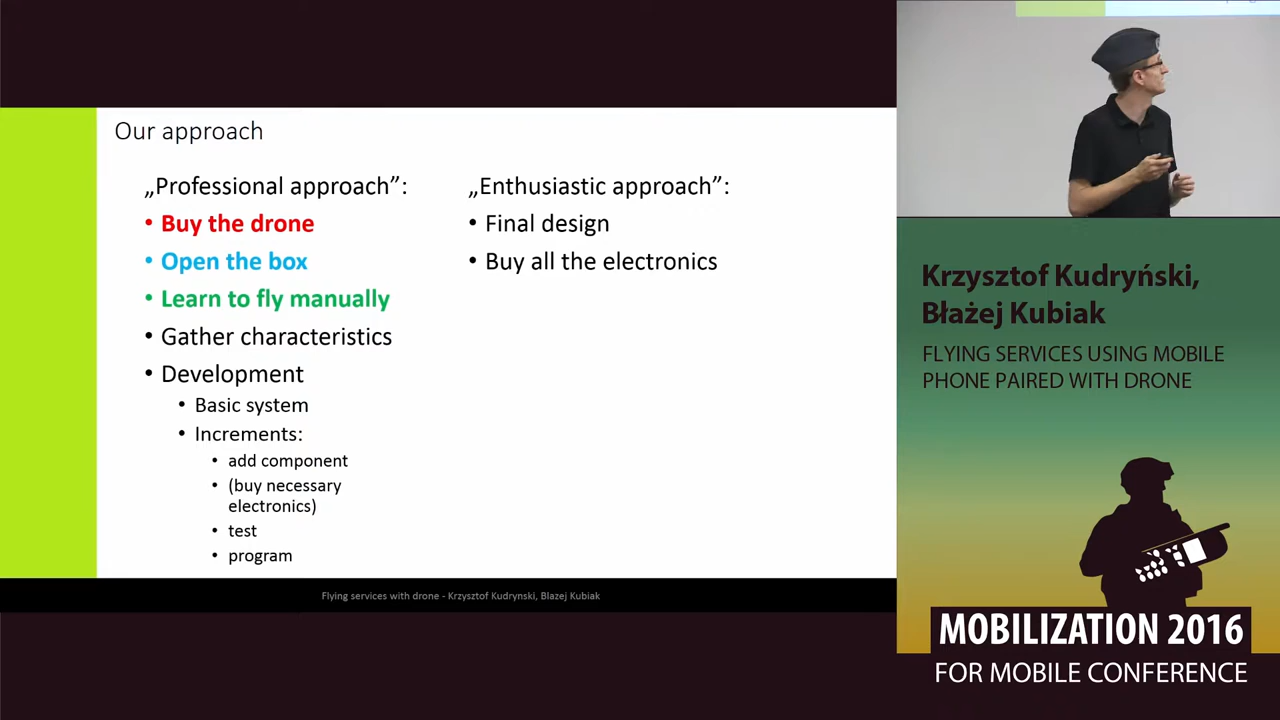 Our approach
„Professional approach”:
• Buy the drone
• Open the box
• Learn to fly manually
• Gather characteristics
• Development
• Basic system
• Increments:
• add component
• (buy necessary
electronics)
• test
• program
„Enthusiastic approach”:
• Final design
• Buy all the electronics
Flying services with drone - Krzysztof Kudrynski, Blazej Kubiak
Krzysztof Kudryński,
Błażej Kubiak
FLYING SERVICES USING MOBILE
PHONE PAIRED WITH DRONE
MOBILIZATION 2016
FOR MOBILE CONFERENCE